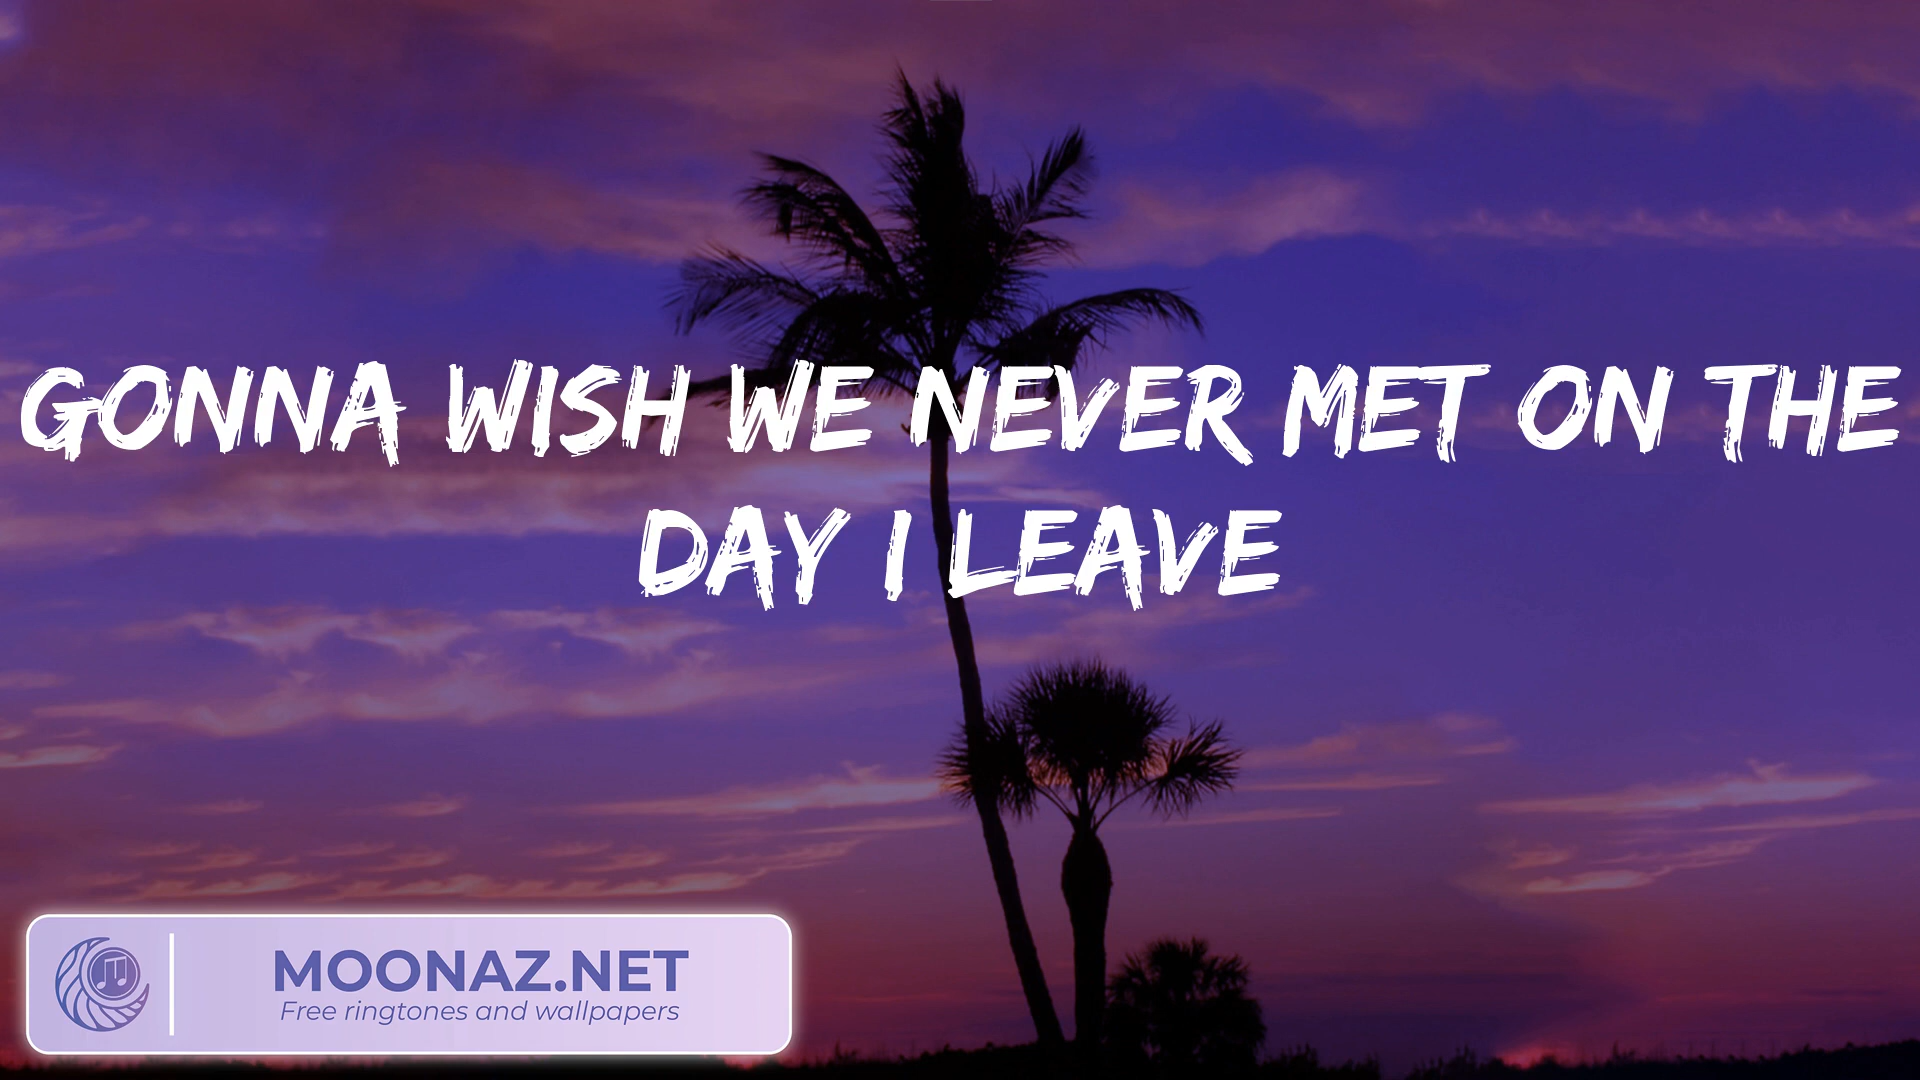 GONNA WISH WE NEVER MET ON THE
DAY I LEAVE
MOONAZ.NET
Free ringtones and wallpapers